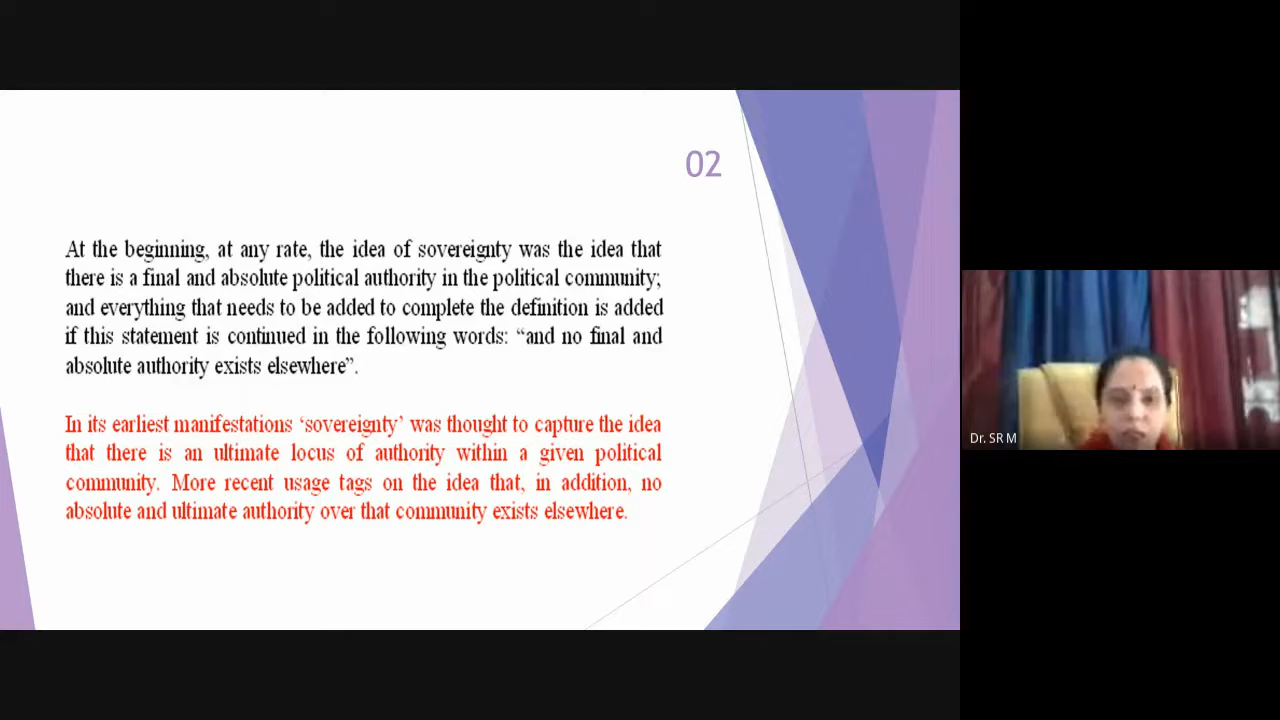 02
At the beginning, at any rate, the idea of sovereignty was the idea that
there is a final and absolute political authority in the political community;
and everything that needs to be added to complete the definition is added
if this statement is continued in the following words: “and no final and
absolute authority exists elsewhere”.
In its earliest manifestations ‘sovereignty’ was thought to capture the idea
that there is an ultimate locus of authority within a given political
community. More recent usage tags on the idea that, in addition, no
absolute and ultimate authority over that community exists elsewhere.
Dr. SR M